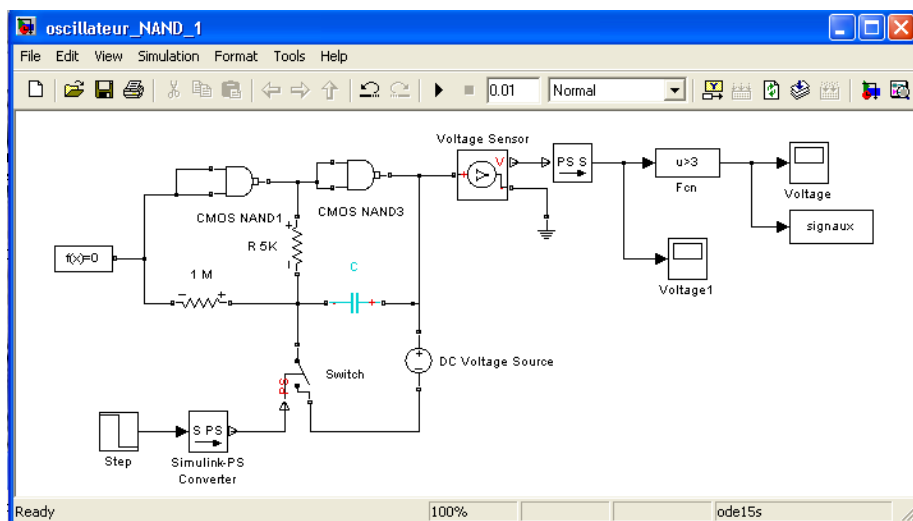 oscillateur_NAND_1
File Edit View Simulation Format Tools Help
0.01 Normal
Voltage Sensor
V
PS S
u>3
Fcn
Voltage
signaux
Voltage1
CMOS NAND1
CMOS NAND3
R 5K
f(x)=0
1 M
C
DC Voltage Source
Switch
PS
S PS
Step
Simulink-PS
Converter
Ready 100% ode15s